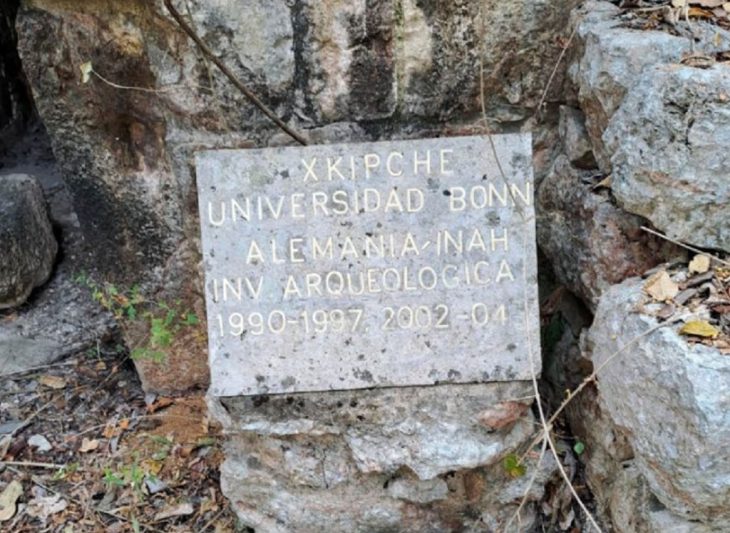 XKIPCHE
UNIVERSIDAD BONN
ALEMANIA-INAH
INV ARQUEOLOGICA
1990-1997, 2002-04